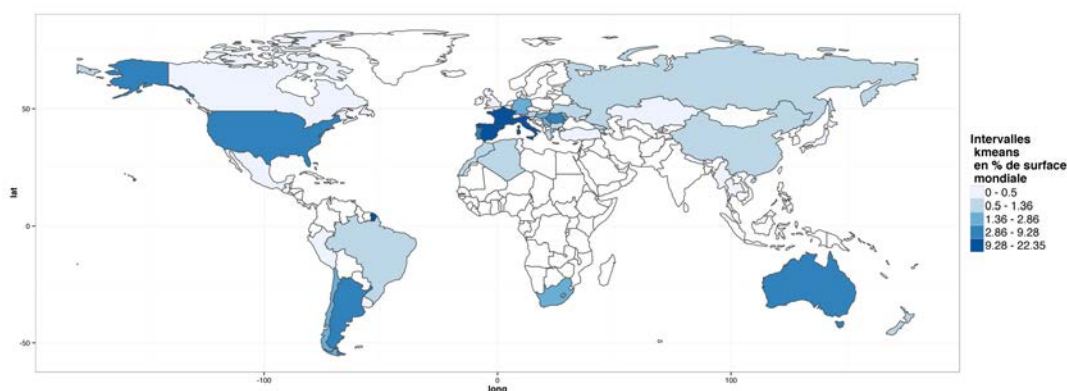 50
0
-50
lat
-100
0
100
long
Intervalles
kmeans
en % de surface
mondiale
0 - 0.5
0.5 - 1.36
1.36 - 2.86
2.86 - 9.28
9.28 - 22.35